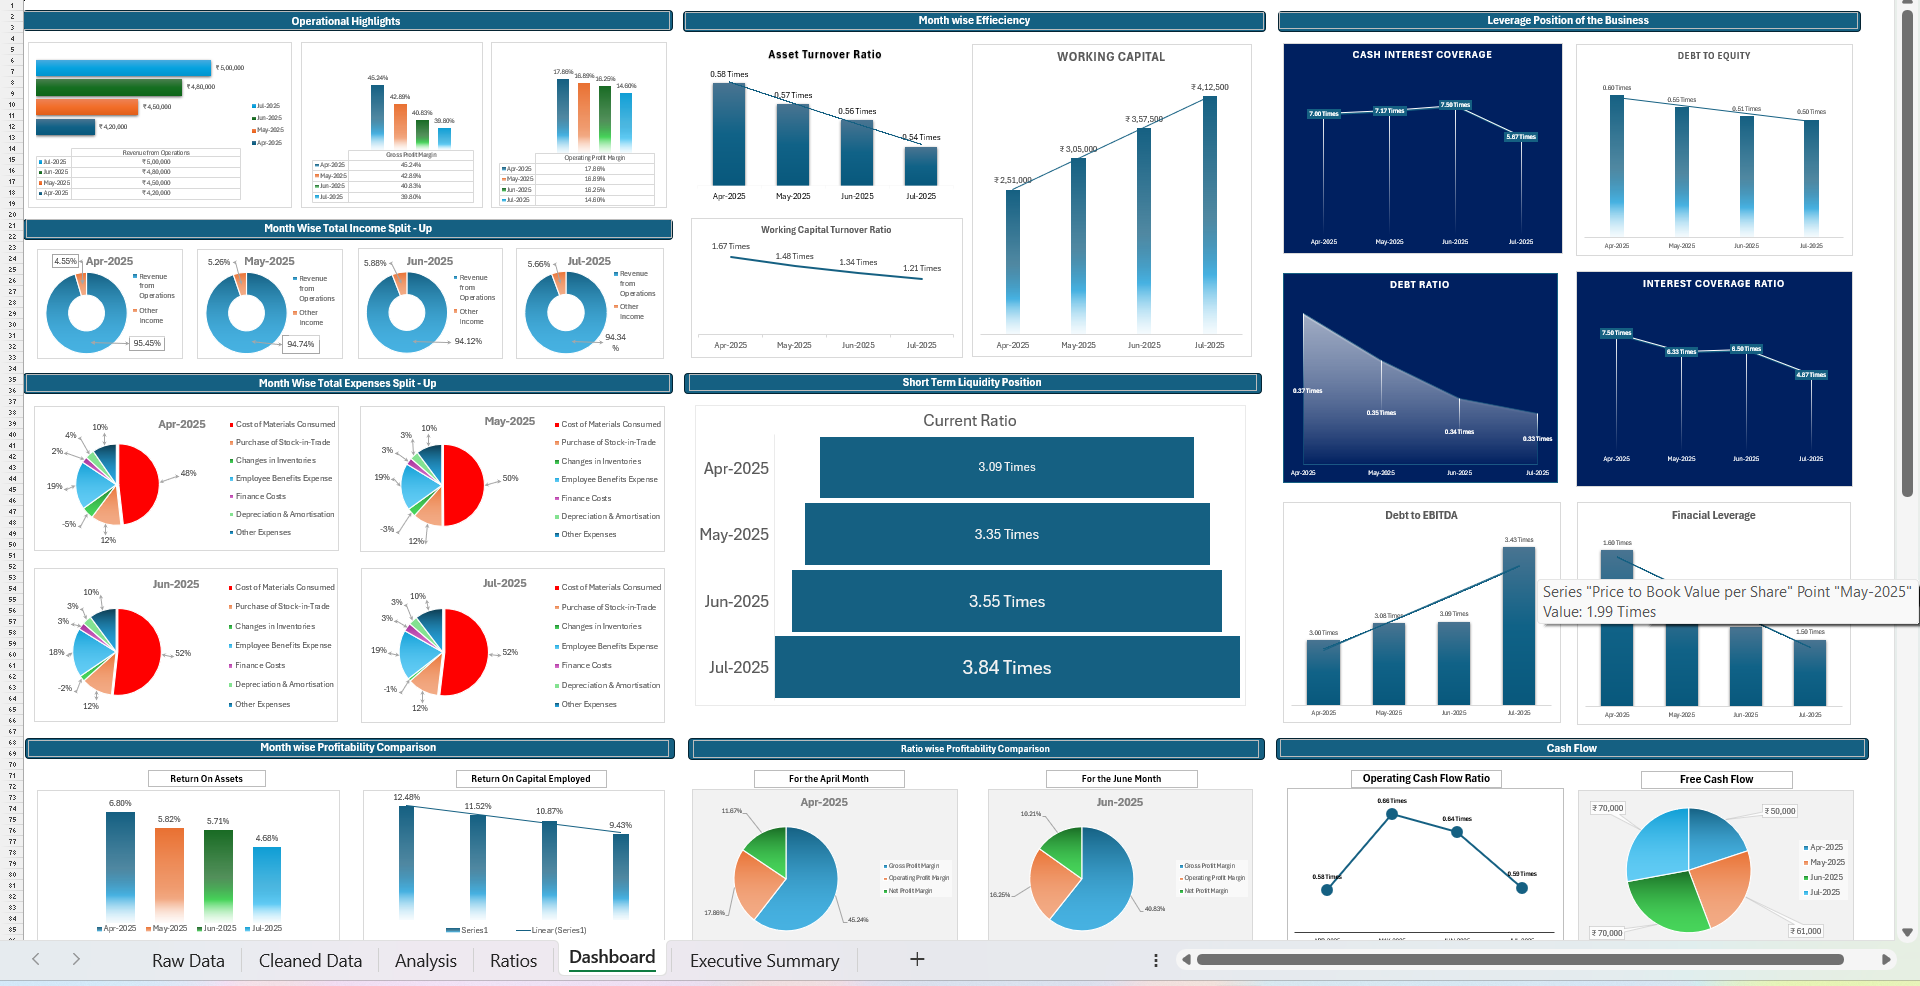 Operational Highlights
₹5,00,000
₹4,80,000
₹4,50,000
₹4,20,000
Jul-2025
Jun-2025
May-2025
Apr-2025
Revenue from Operations
Jul-2025 ₹5,00,000
Jun-2025 ₹4,80,000
May-2025 ₹4,50,000
Apr-2025 ₹4,20,000
45.24%
42.89%
40.83%
39.80%
Gross Profit Margin
Apr-2025 45.24%
May-2025 42.89%
Jun-2025 40.83%
Jul-2025 39.80%
17.86%
16.89%
16.25%
14.60%
Operating Profit Margin
Apr-2025 17.86%
May-2025 16.89%
Jun-2025 16.25%
Jul-2025 14.60%
Month Wise Total Income Split - Up
Apr-2025
4.55%
Revenue
from
Operations
Other
Income
95.45%
May-2025
5.26%
Revenue
from
Operations
Other
Income
94.74%
Jun-2025
5.88%
Revenue
from
Operations
Other
Income
94.12%
Jul-2025
5.66%
Revenue
from
Operations
Other
Income
94.34
%
Month Wise Total Expenses Split - Up
Apr-2025
10%
4%
2%
19%
-5%
12%
48%
Cost of Materials Consumed
Purchase of Stock-in-Trade
Changes in Inventories
Employee Benefits Expense
Finance Costs
Depreciation & Amortisation
Other Expenses
May-2025
10%
3%
3%
19%
-3%
12%
50%
Cost of Materials Consumed
Purchase of Stock-in-Trade
Changes in Inventories
Employee Benefits Expense
Finance Costs
Depreciation & Amortisation
Other Expenses
Jun-2025
10%
3%
3%
18%
-2%
12%
52%
Cost of Materials Consumed
Purchase of Stock-in-Trade
Changes in Inventories
Employee Benefits Expense
Finance Costs
Depreciation & Amortisation
Other Expenses
Jul-2025
10%
3%
3%
19%
-1%
12%
52%
Cost of Materials Consumed
Purchase of Stock-in-Trade
Changes in Inventories
Employee Benefits Expense
Finance Costs
Depreciation & Amortisation
Other Expenses
Month wise Profitability Comparison
Return On Assets
6.80%
5.82%
5.71%
4.68%
Apr-2025 May-2025 Jun-2025 Jul-2025
Return On Capital Employed
12.48%
11.52%
10.87%
9.43%
Series1 Linear (Series1)
Month wise Effieciency
Asset Turnover Ratio
0.58 Times
0.57 Times
0.56 Times
0.54 Times
Apr-2025 May-2025 Jun-2025 Jul-2025
Working Capital Turnover Ratio
1.67 Times
1.48 Times
1.34 Times
1.21 Times
Apr-2025 May-2025 Jun-2025 Jul-2025
WORKING CAPITAL
₹2,51,000
₹3,05,000
₹3,57,500
₹4,12,500
Apr-2025 May-2025 Jun-2025 Jul-2025
Short Term Liquidity Position
Current Ratio
Apr-2025 3.09 Times
May-2025 3.35 Times
Jun-2025 3.55 Times
Jul-2025 3.84 Times
Ratio wise Profitability Comparison
For the April Month
Apr-2025
11.67%
17.86%
45.24%
Gross Profit Margin
Operating Profit Margin
Net Profit Margin
For the June Month
Jun-2025
10.21%
16.25%
40.83%
Gross Profit Margin
Operating Profit Margin
Net Profit Margin
Leverage Position of the Business
CASH INTEREST COVERAGE
7.00 Times
7.17 Times
7.50 Times
5.87 Times
Apr-2025 May-2025 Jun-2025 Jul-2025
DEBT TO EQUITY
0.60 Times
0.55 Times
0.51 Times
0.50 Times
Apr-2025 May-2025 Jun-2025 Jul-2025
DEBT RATIO
0.37 Times
0.35 Times
0.34 Times
0.33 Times
Apr-2025 May-2025 Jun-2025 Jul-2025
INTEREST COVERAGE RATIO
7.50 Times
6.33 Times
6.50 Times
4.87 Times
Apr-2025 May-2025 Jun-2025 Jul-2025
Debt to EBITDA
3.00 Times
3.08 Times
3.09 Times
3.43 Times
Apr-2025 May-2025 Jun-2025 Jul-2025
Finacial Leverage
1.60 Times
1.50 Times
Apr-2025 May-2025 Jun-2025 Jul-2025
Series "Price to Book Value per Share" Point "May-2025"
Value: 1.99 Times
Cash Flow
Operating Cash Flow Ratio
0.58 Times
0.66 Times
0.64 Times
0.59 Times
Free Cash Flow
₹70,000
₹50,000
₹70,000
₹61,000
Apr-2025
May-2025
Jun-2025
Jul-2025
Raw Data Cleaned Data Analysis Ratios Dashboard Executive Summary